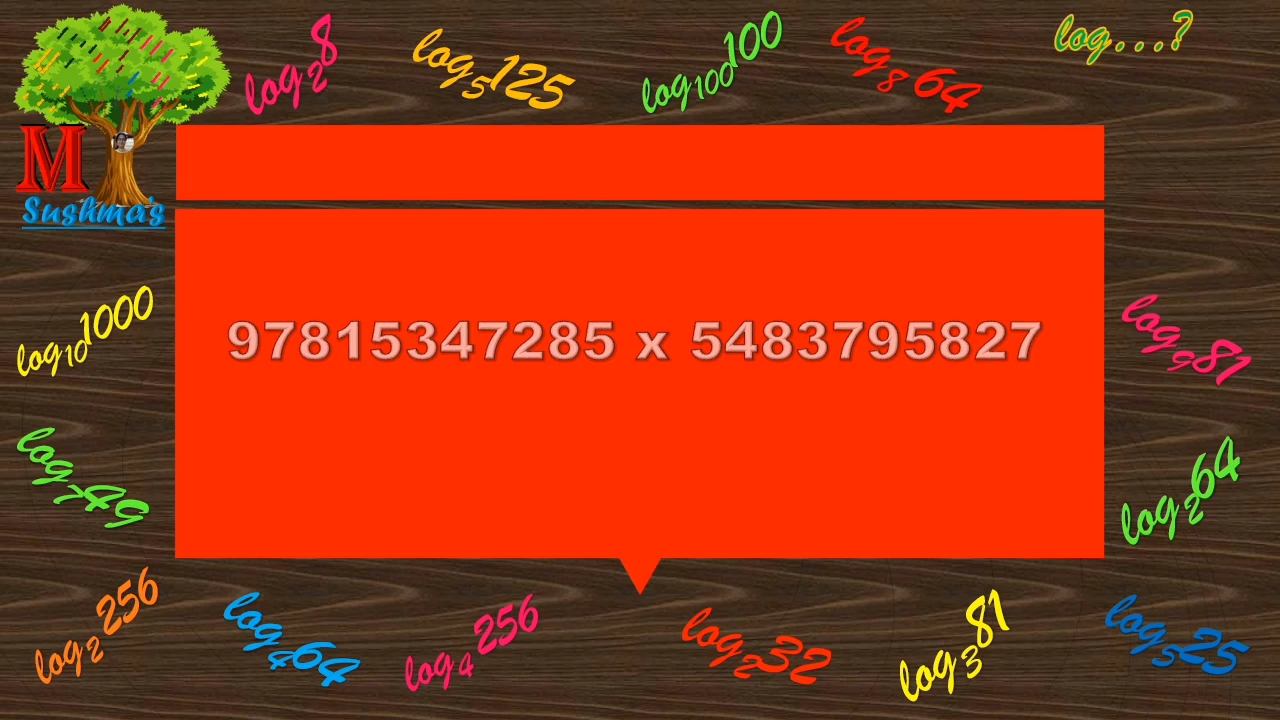 log₂8
log₅125
log₁₀₀100
log₈64
log...?
M
Sushma's
97815347285 x 5483795827
log₁₀1000
log₉81
log₇49
log₂64
log₂256
log₄64
log₄256
log₂32
log₃81
log₅25